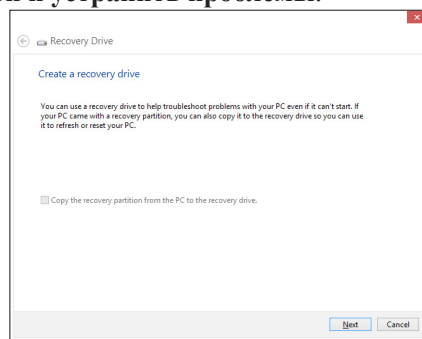 Recovery Drive
Create a recovery drive
You can use a recovery drive to help troubleshoot problems with your PC even if it can't start. If
your PC came with a recovery partition, you can also copy it to the recovery drive so you can use
it to refresh or reset your PC.
Copy the recovery partition from the PC to the recovery drive.
Next Cancel